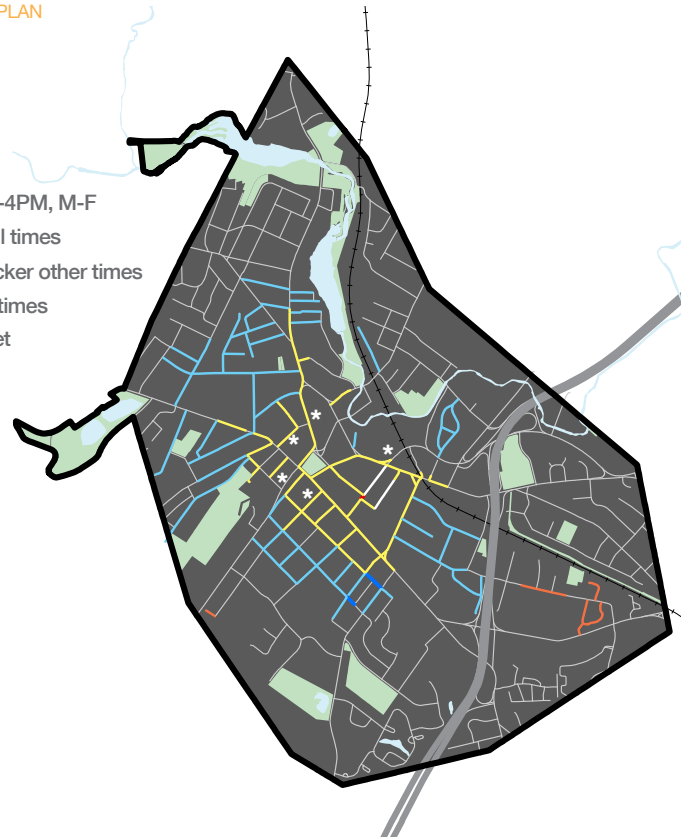 PLAN
-4PM, M-F
l times
cker other times
times
et
*
*
*
*
*